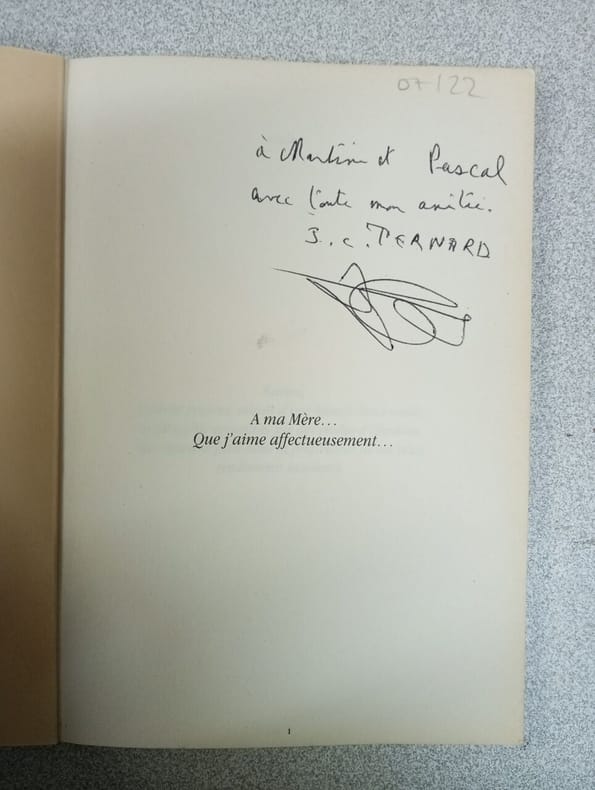 07122
à Martine et Pascal
avec toute mon amitié.
J. C. PERNARD
A ma Mère...
Que j'aime affectueusement...
1